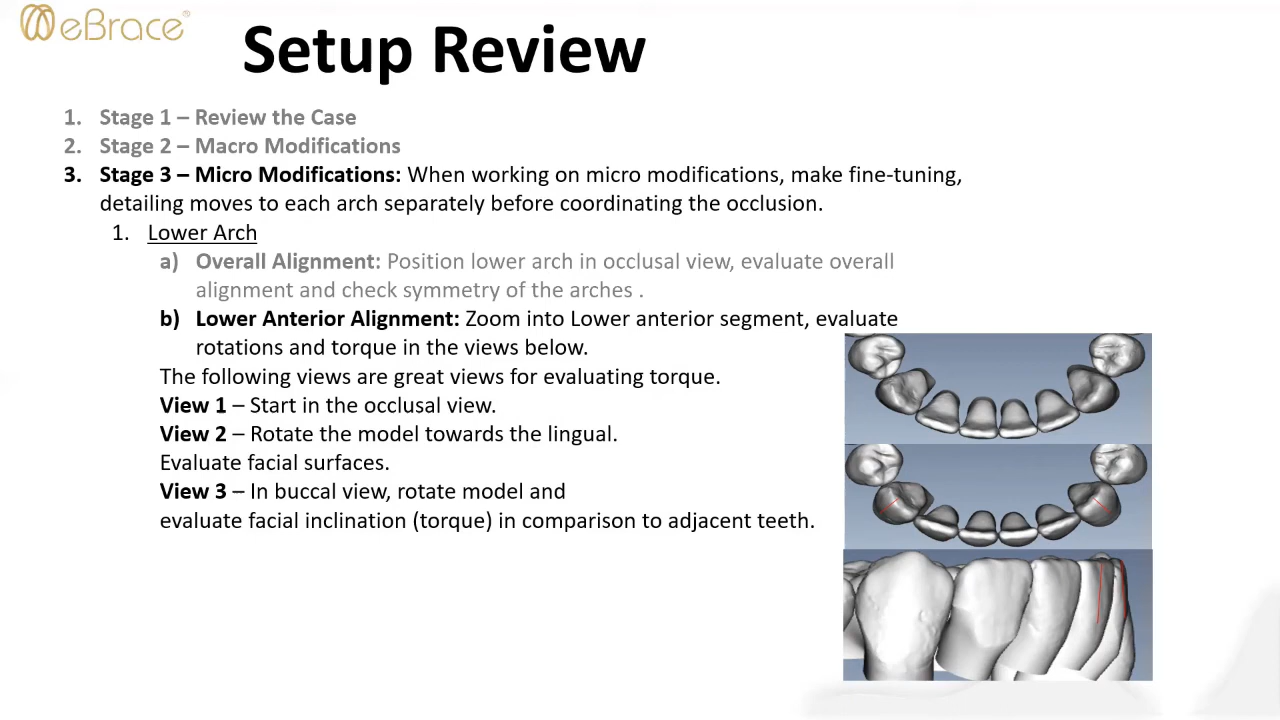 eBrace®
Setup Review
1. Stage 1 – Review the Case
2. Stage 2 – Macro Modifications
3. Stage 3 – Micro Modifications: When working on micro modifications, make fine-tuning,
detailing moves to each arch separately before coordinating the occlusion.
1. Lower Arch
a) Overall Alignment: Position lower arch in occlusal view, evaluate overall
alignment and check symmetry of the arches .
b) Lower Anterior Alignment: Zoom into Lower anterior segment, evaluate
rotations and torque in the views below.
The following views are great views for evaluating torque.
View 1 – Start in the occlusal view.
View 2 – Rotate the model towards the lingual.
Evaluate facial surfaces.
View 3 – In buccal view, rotate model and
evaluate facial inclination (torque) in comparison to adjacent teeth.